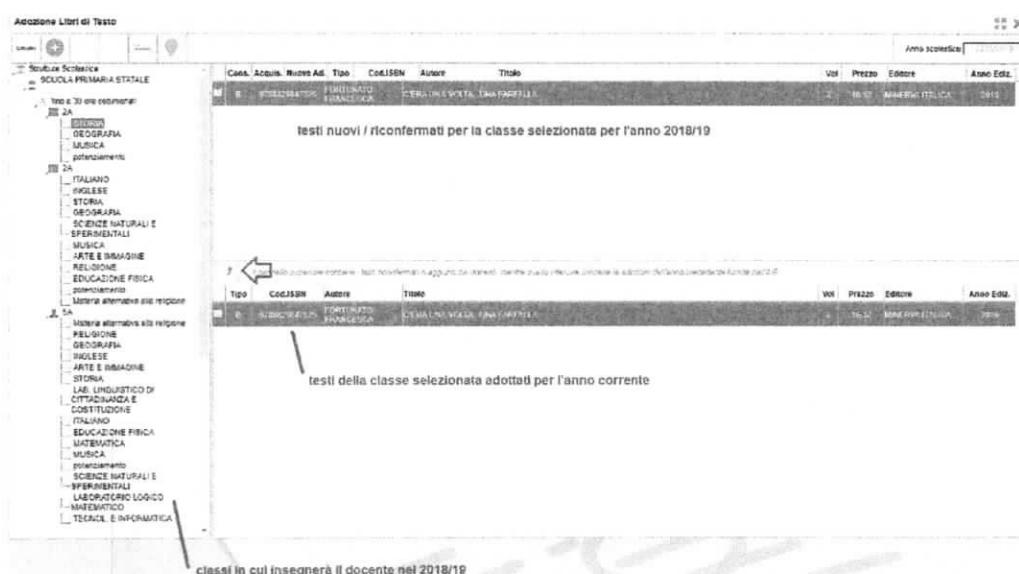 Adozione Libri di Testo
Anno scolastico
Struttura Scolastica
SCUOLA PRIMARIA STATALE
fino a 30 ore settimanali
2A
STORIA
GEOGRAFIA
MUSICA
potenziamento
2A
ITALIANO
INGLESE
STORIA
GEOGRAFIA
SCIENZE NATURALI E
SPERIMENTALI
MUSICA
ARTE E IMMAGINE
RELIGIONE
EDUCAZIONE FISICA
potenziamento
Materia alternativa alla religione
5A
Materia alternativa alla religione
RELIGIONE
GEOGRAFIA
INGLESE
ARTE E IMMAGINE
STORIA
LAB. LINGUISTICO DI
CITTADINANZA E
COSTITUZIONE
ITALIANO
EDUCAZIONE FISICA
MATEMATICA
MUSICA
potenziamento
SCIENZE NATURALI E
SPERIMENTALI
LABORATORIO LOGICO
MATEMATICO
TECNOL. E INFORMATICA
Cons. Acquis. Nuova Ad. Tipo Cod.ISBN Autore Titolo Vol Prezzo Editore Anno Ediz.
B FORTUNATO FRANCESCA C'ERA UNA VOLTA MINERVA ITALICA
testi nuovi / riconfermati per la classe selezionata per l'anno 2018/19
Tipo Cod.ISBN Autore Titolo Vol Prezzo Editore Anno Ediz.
B FORTUNATO FRANCESCA C'ERA UNA VOLTA MINERVA ITALICA
testi della classe selezionata adottati per l'anno corrente
classi in cui insegnerà il docente nel 2018/19